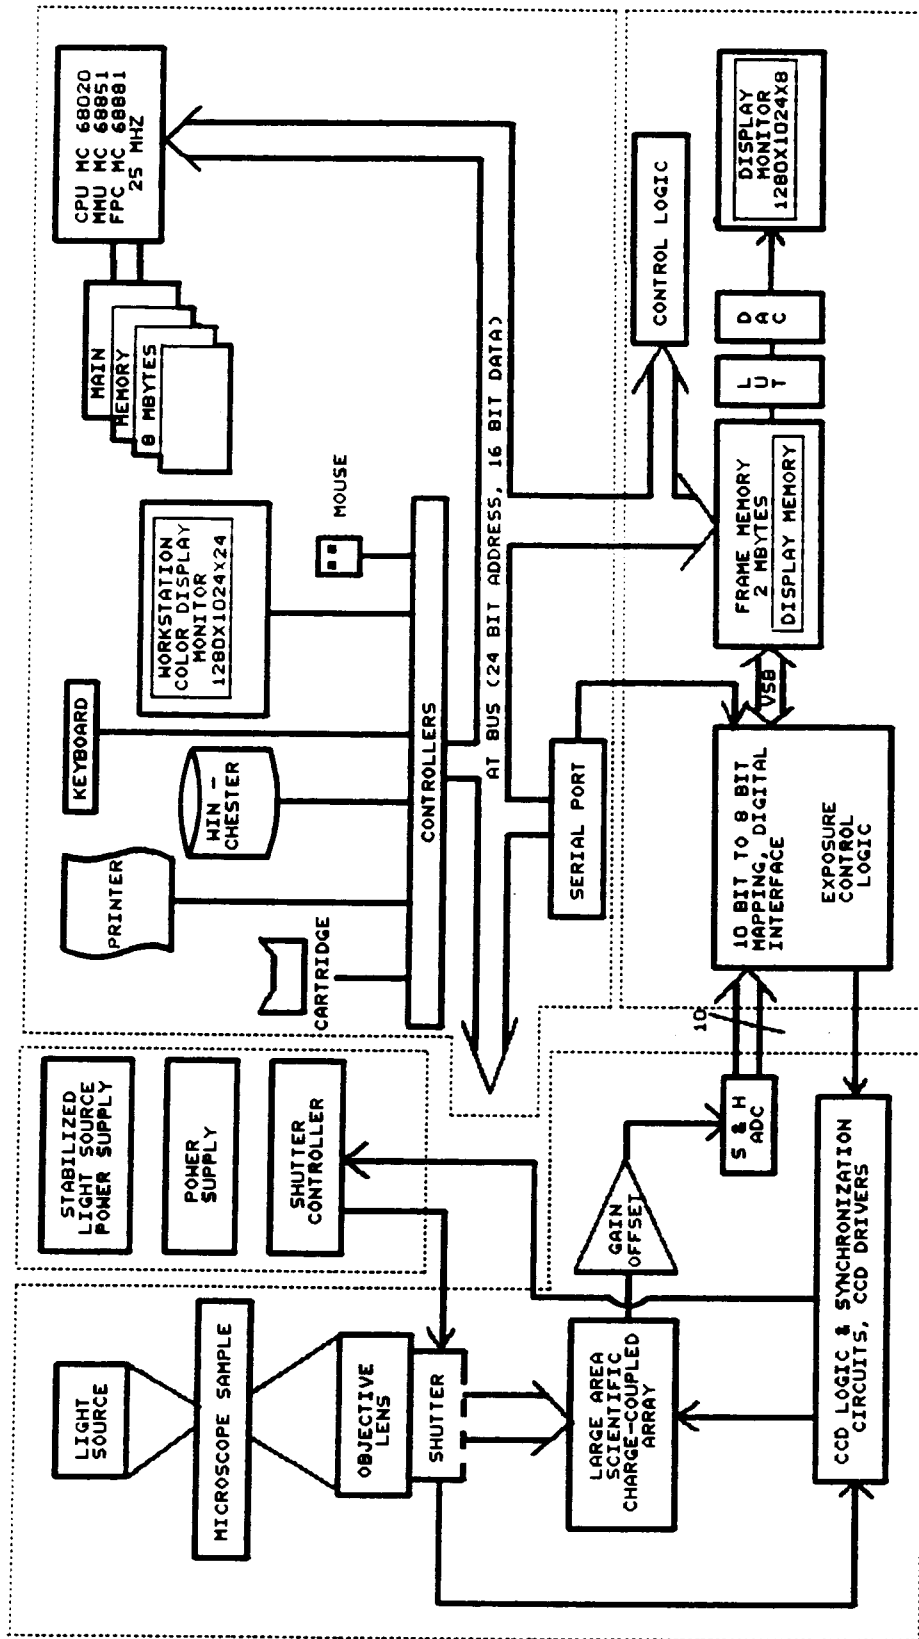 LIGHT
SOURCE
MICROSCOPE SAMPLE
OBJECTIVE
LENS
SHUTTER
LARGE AREA
SCIENTIFIC
CHARGE-COUPLED
ARRAY
CCD LOGIC & SYNCHRONIZATION
CIRCUITS, CCD DRIVERS
STABILIZED
LIGHT SOURCE
POWER SUPPLY
POWER
SUPPLY
SHUTTER
CONTROLLER
GAIN
OFFSET
S & H
ADC
10
PRINTER
CARTRIDGE
KEYBOARD
WIN -
CHESTER
WORKSTATION
COLOR DISPLAY
MONITOR
1280X1024X24
MOUSE
CONTROLLERS
MAIN
MEMORY
8 MBYTES
CPU MC 68020
MMU MC 68851
FPC MC 68881
25 MHZ
AT BUS (24 BIT ADDRESS, 16 BIT DATA)
SERIAL PORT
CONTROL LOGIC
10 BIT TO 8 BIT
MAPPING, DIGITAL
INTERFACE
EXPOSURE
CONTROL
LOGIC
VSB
FRAME MEMORY
2 MBYTES
DISPLAY MEMORY
LUT
DAC
DISPLAY
MONITOR
1280X1024X8